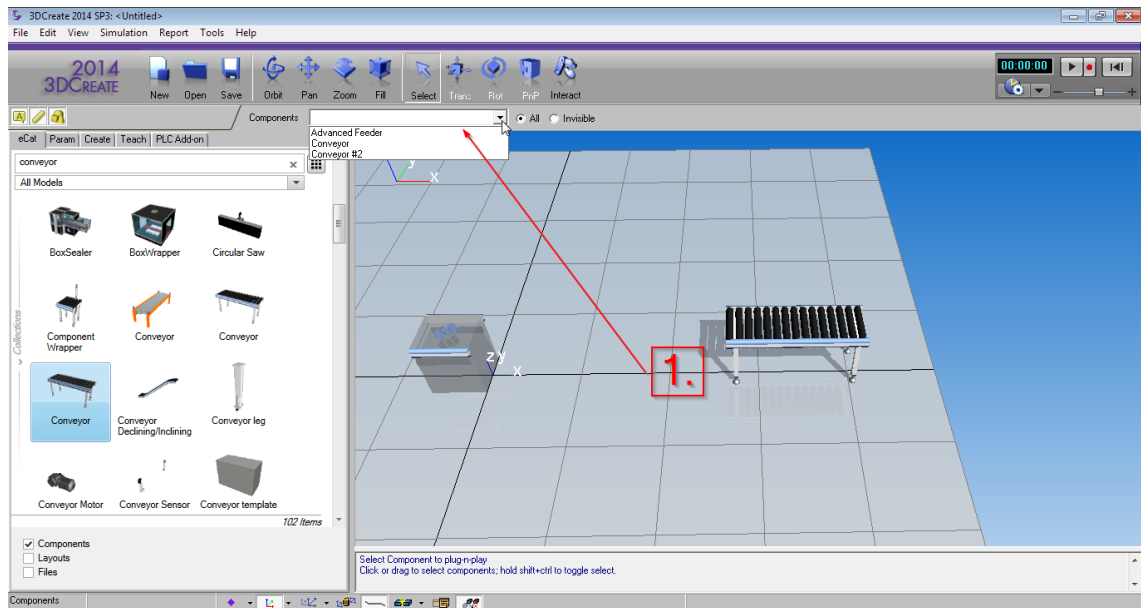 3DCreate 2014 SP3: <Untitled>
File Edit View Simulation Report Tools Help
2014
3DCREATE
New Open Save Orbit Pan Zoom Fill Select Trans Rot PnP Interact
00:00:00
Components All Invisible
Advanced Feeder
Conveyor
Conveyor #2
eCat Param Create Teach PLC Add-on
conveyor
All Models
BoxSealer BoxWrapper Circular Saw
Component Wrapper Conveyor Conveyor
Collections
Conveyor Conveyor Declining/Inclining Conveyor leg
Conveyor Motor Conveyor Sensor Conveyor template
102 Items
Components
Layouts
Files
y
X
Z y
X
1.
Select Component to plug-n-play
Click or drag to select components; hold shift+ctrl to toggle select.
Components